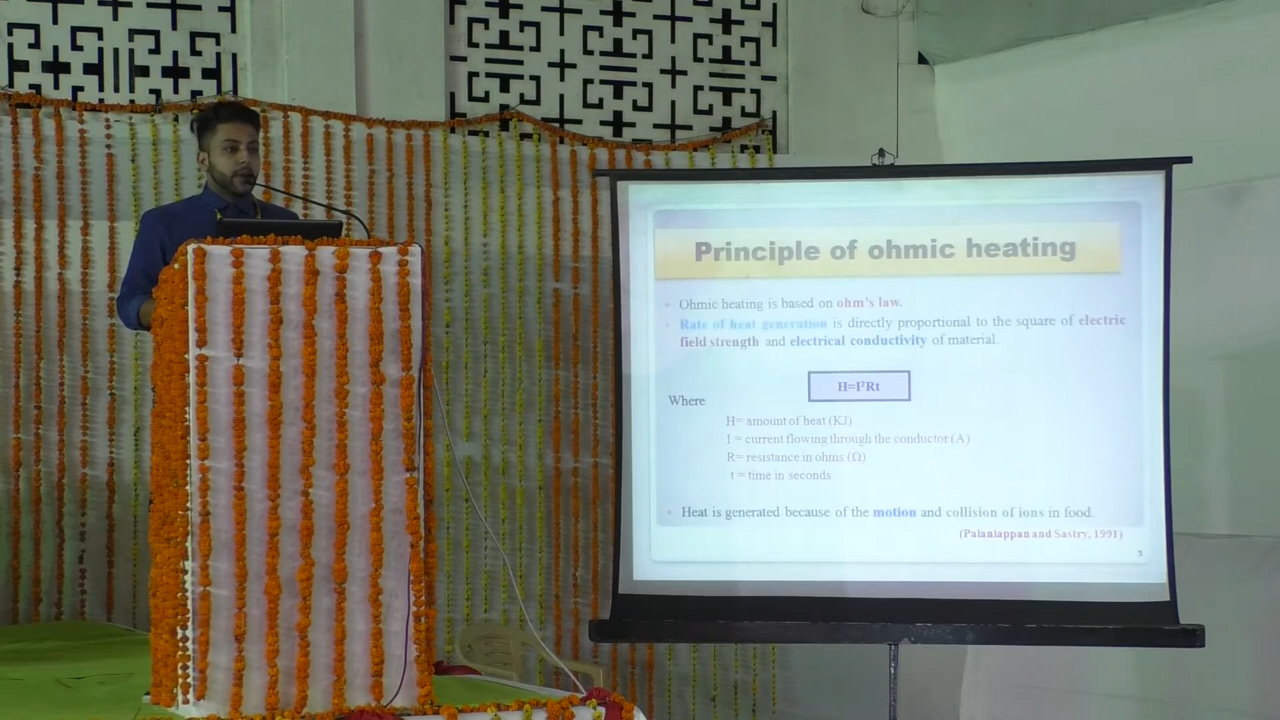 Principle of ohmic heating
Ohmic heating is based on ohm's law.
Rate of heat generation is directly proportional to the square of electric
field strength and electrical conductivity of material.
H=I²Rt
Where
H= amount of heat (KJ)
I = current flowing through the conductor (A)
R= resistance in ohms (Ω)
t = time in seconds
Heat is generated because of the motion and collision of ions in food.
(Palaniappan and Sastry, 1991)
5